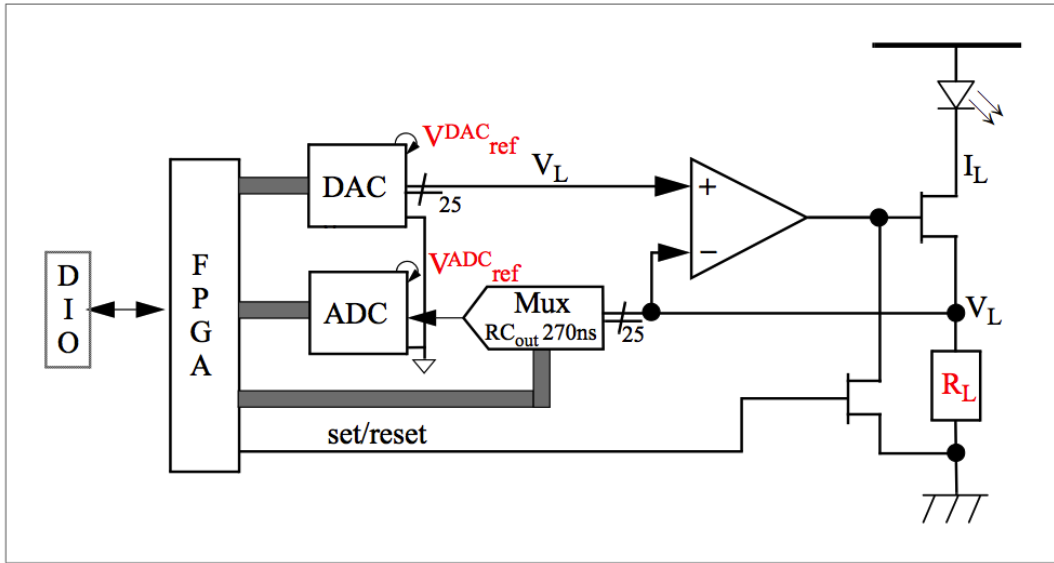 V^DAC_ref
DAC
25
V_L
+
−
I_L
D
I
O
F
P
G
A
V^ADC_ref
ADC
Mux
RC_out 270ns
25
V_L
R_L
set/reset